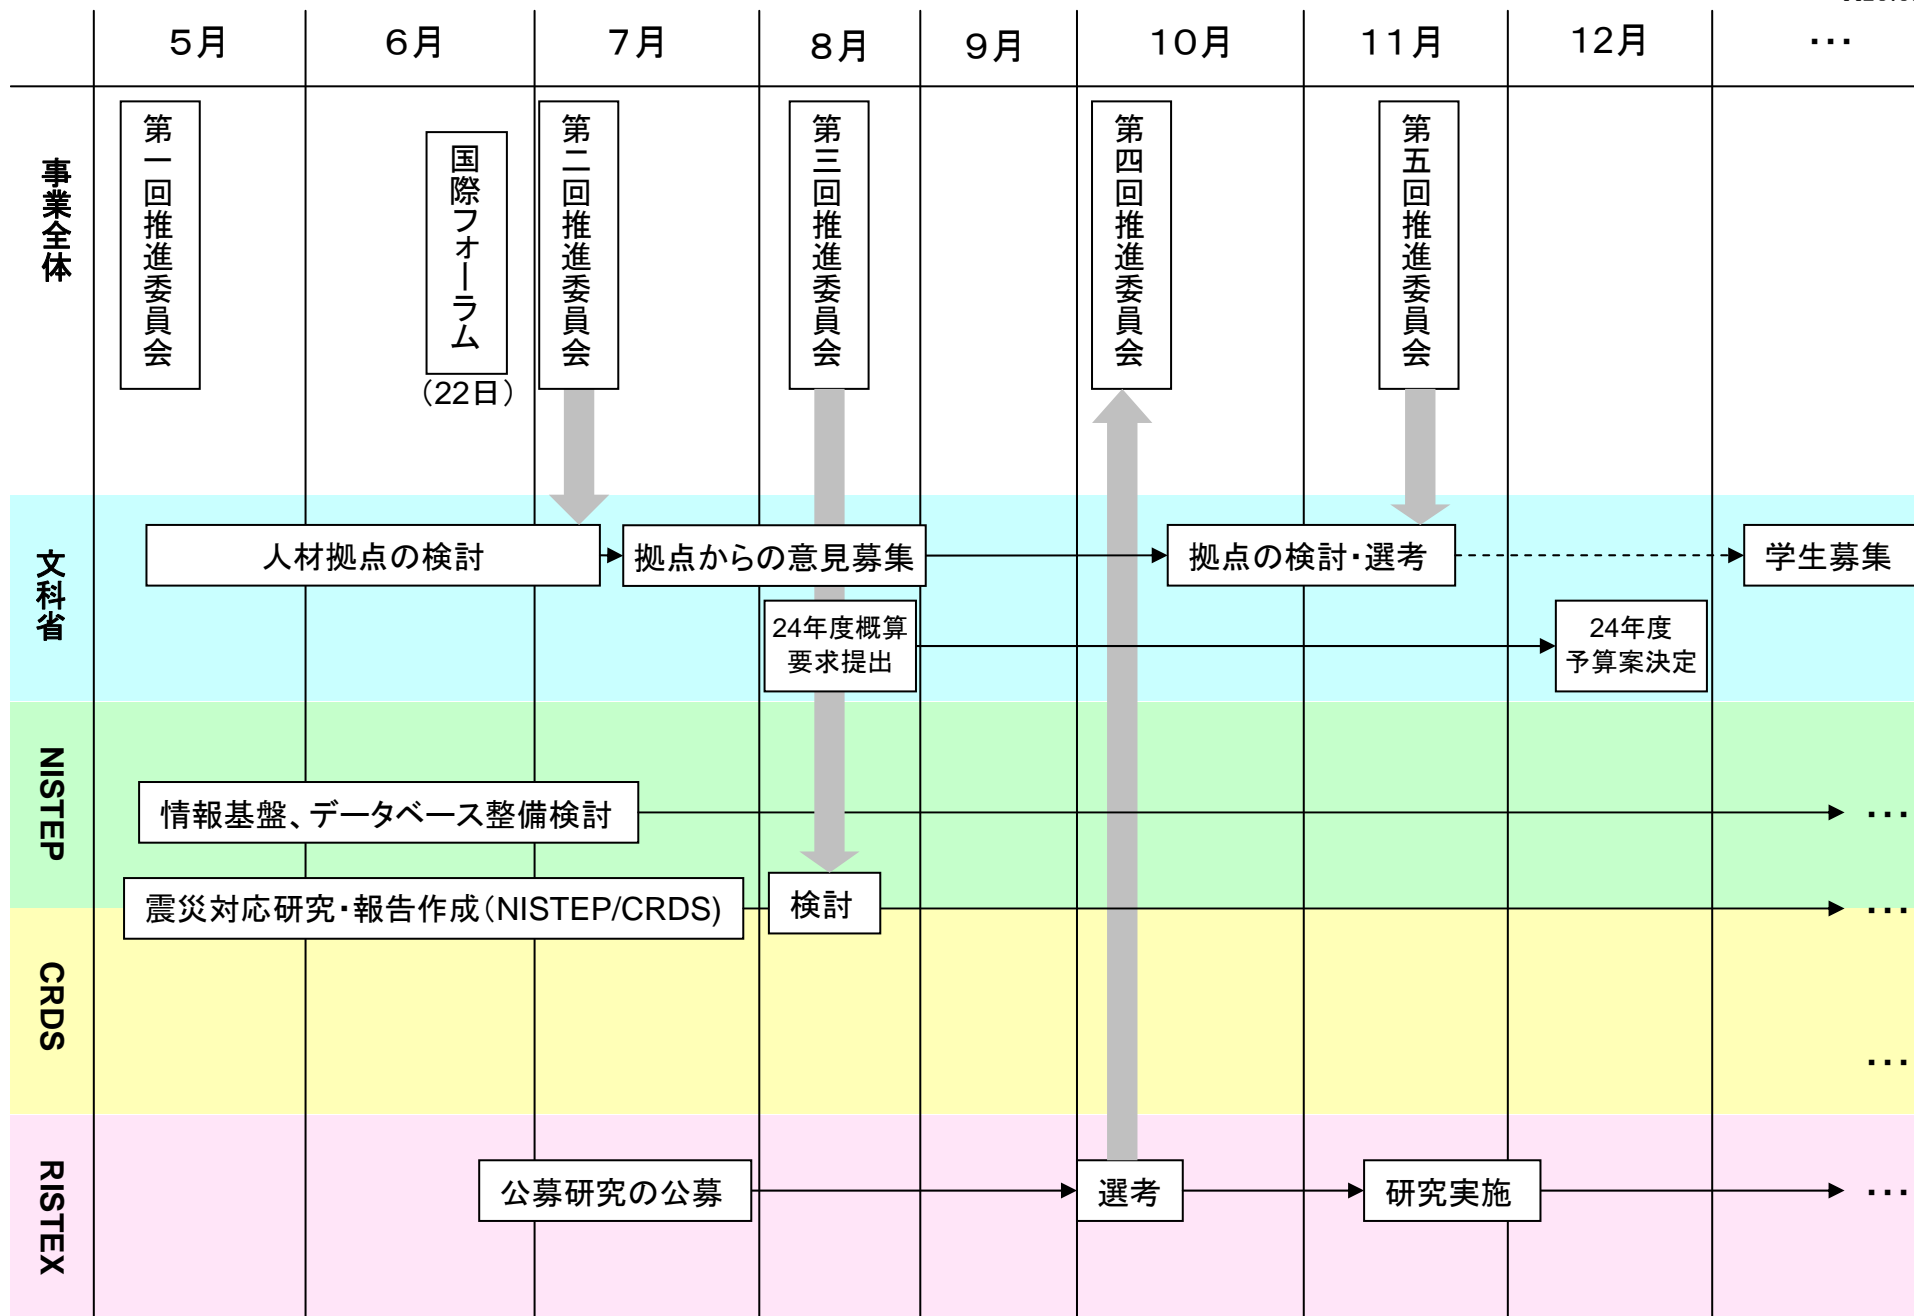 5月
6月
7月
8月
9月
10月
11月
12月
・・・
事業全体
第一回推進委員会
国際フォーラム
（22日）
第二回推進委員会
第三回推進委員会
第四回推進委員会
第五回推進委員会
文科省
人材拠点の検討
拠点からの意見募集
拠点の検討・選考
学生募集
24年度概算
要求提出
24年度
予算案決定
NISTEP
情報基盤、データベース整備検討
・・・
震災対応研究・報告作成(NISTEP/CRDS)
検討
・・・
CRDS
・・・
RISTEX
公募研究の公募
選考
研究実施
・・・